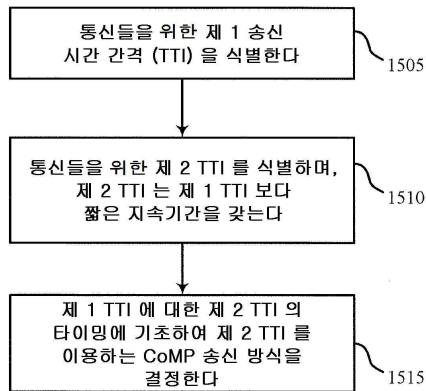 통신들을 위한 제 1 송신
시간 간격 (TTI) 을 식별한다
1505
통신들을 위한 제 2 TTI 를 식별하며,
제 2 TTI 는 제 1 TTI 보다
짧은 지속기간을 갖는다
1510
제 1 TTI 에 대한 제 2 TTI 의
타이밍에 기초하여 제 2 TTI 를
이용하는 CoMP 송신 방식을
결정한다
1515